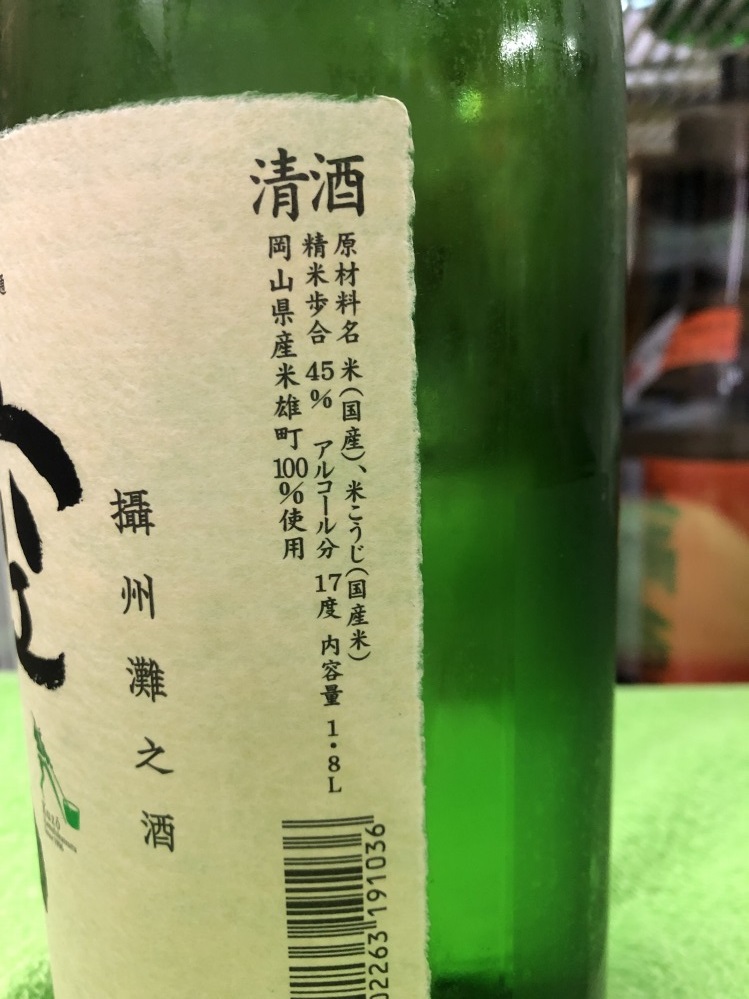 清酒
原材料名 米(国産)、米こうじ(国産米)
精米歩合 45% アルコール分 17度 内容量 1.8L
岡山県産米雄町100%使用
攝州灘之酒
02263 191036